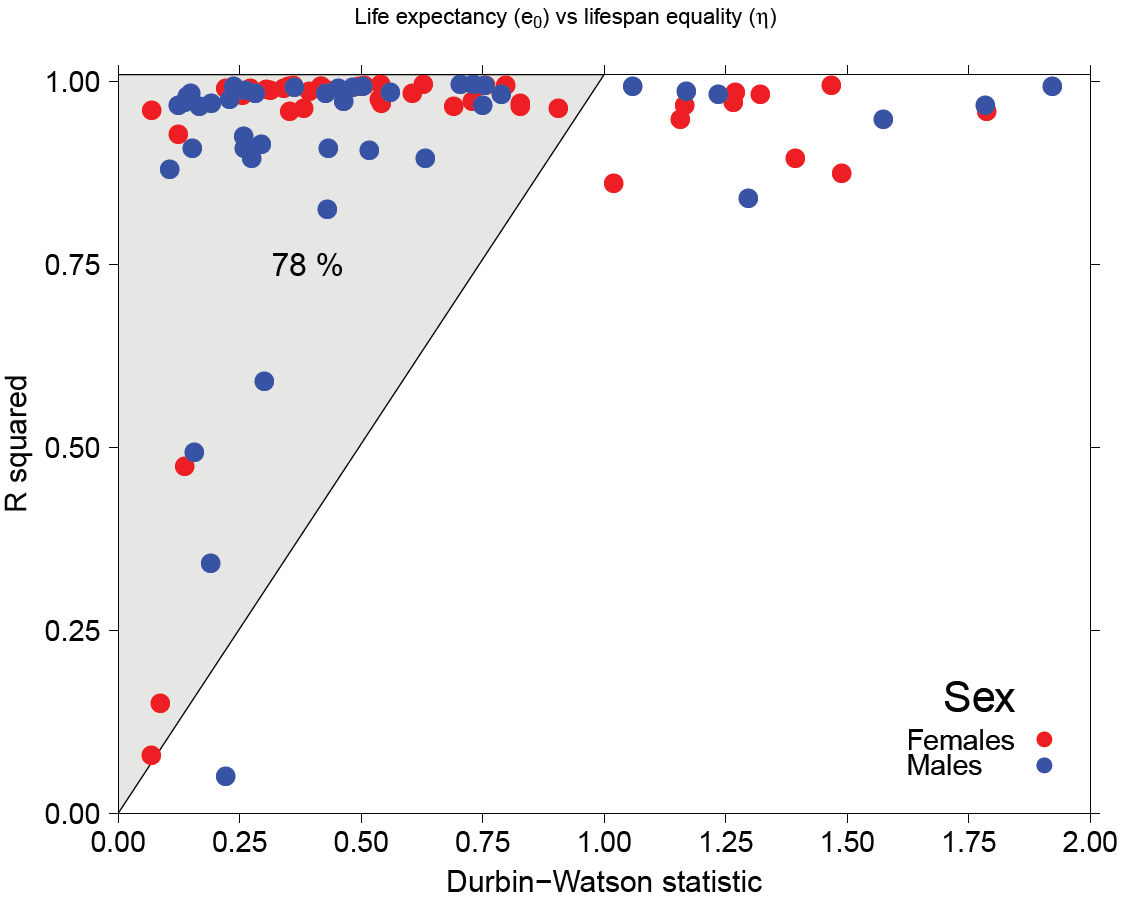 Life expectancy (e₀) vs lifespan equality (η)
1.00
0.75
0.50
0.25
0.00
R squared
78 %
Sex
Females
Males
0.00 0.25 0.50 0.75 1.00 1.25 1.50 1.75 2.00
Durbin−Watson statistic